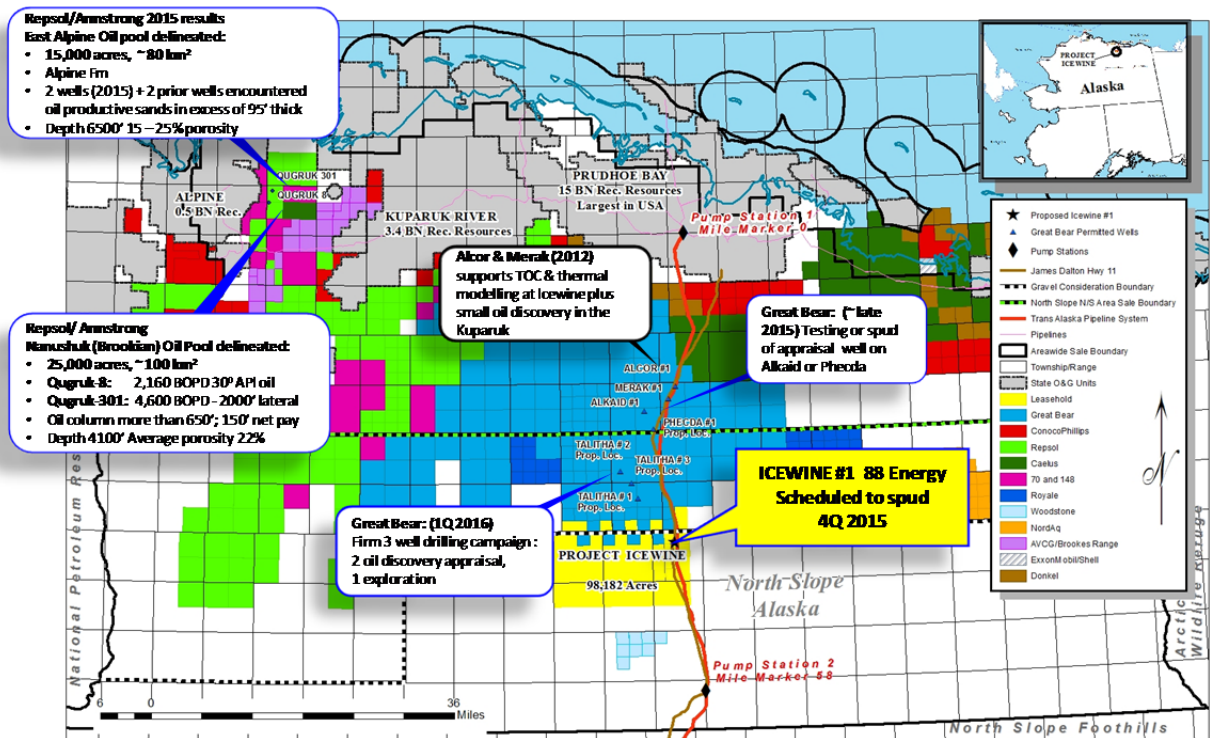 Repsol/Annstrong 2015 results
East Alpine Oil pool delineated:
• 15,000 acres, ~ 80 km²
• Alpine Fm
• 2 wells (2015) + 2 prior wells encountered
oil productive sands in excess of 95' thick
• Depth 6500' 15 – 25% porosity
PROJECT
ICEWINE
Alaska
QUGRUK 301
QUGRUK 8
ALPINE
0.5 BN Rec.
PRUDHOE BAY
15 BN Rec. Resources
Largest in USA
KUPARUK RIVER
3.4 BN Rec. Resources
Pump Station 1
Mile Marker 0
Alcor & Merak (2012)
supports TOC & thermal
modelling at Icewine plus
small oil discovery in the
Kuparuk
Great Bear: (~ late
2015) Testing or spud
of appraisal well on
Alkaid or Phecda
Repsol/ Annstrong
Nanushuk (Brookian) Oil Pool delineated:
• 25,000 acres, ~ 100 km²
• Qugruk-8: 2,160 BOPD 30⁰ API oil
• Qugruk-301: 4,600 BOPD - 2000' lateral
• Oil column more than 650'; 150' net pay
• Depth 4100' Average porosity 22%
ALCOR #1
MERAK #1
ALKAID #1
PHECDA #1
Prop. Loc.
TALITHA # 2
Prop. Loc.
TALITHA # 3
Prop. Loc.
TALITHA # 1
Prop. Loc.
ICEWINE #1 88 Energy
Scheduled to spud
4Q 2015
Great Bear: (1Q 2016)
Firm 3 well drilling campaign :
2 oil discovery appraisal,
1 exploration
PROJECT ICEWINE
98,182 Acres
North Slope
Alaska
Pump Station 2
Mile Marker 58
National Petroleum Res
Arctic
Wildlife Refuge
North Slope Foothills
6 0 36
Miles
Proposed Icewine #1
Great Bear Permitted Wells
Pump Stations
James Dalton Hwy 11
Gravel Consideration Boundary
North Slope N/S Area Sale Boundary
Trans Alaska Pipeline System
Pipelines
Areawide Sale Boundary
Township/Range
State O&G Units
Leasehold
Great Bear
ConocoPhillips
Repsol
Caelus
70 and 148
Royale
Woodstone
NordAq
AVCG/Brookes Range
ExxonMobil/Shell
Donkel
N